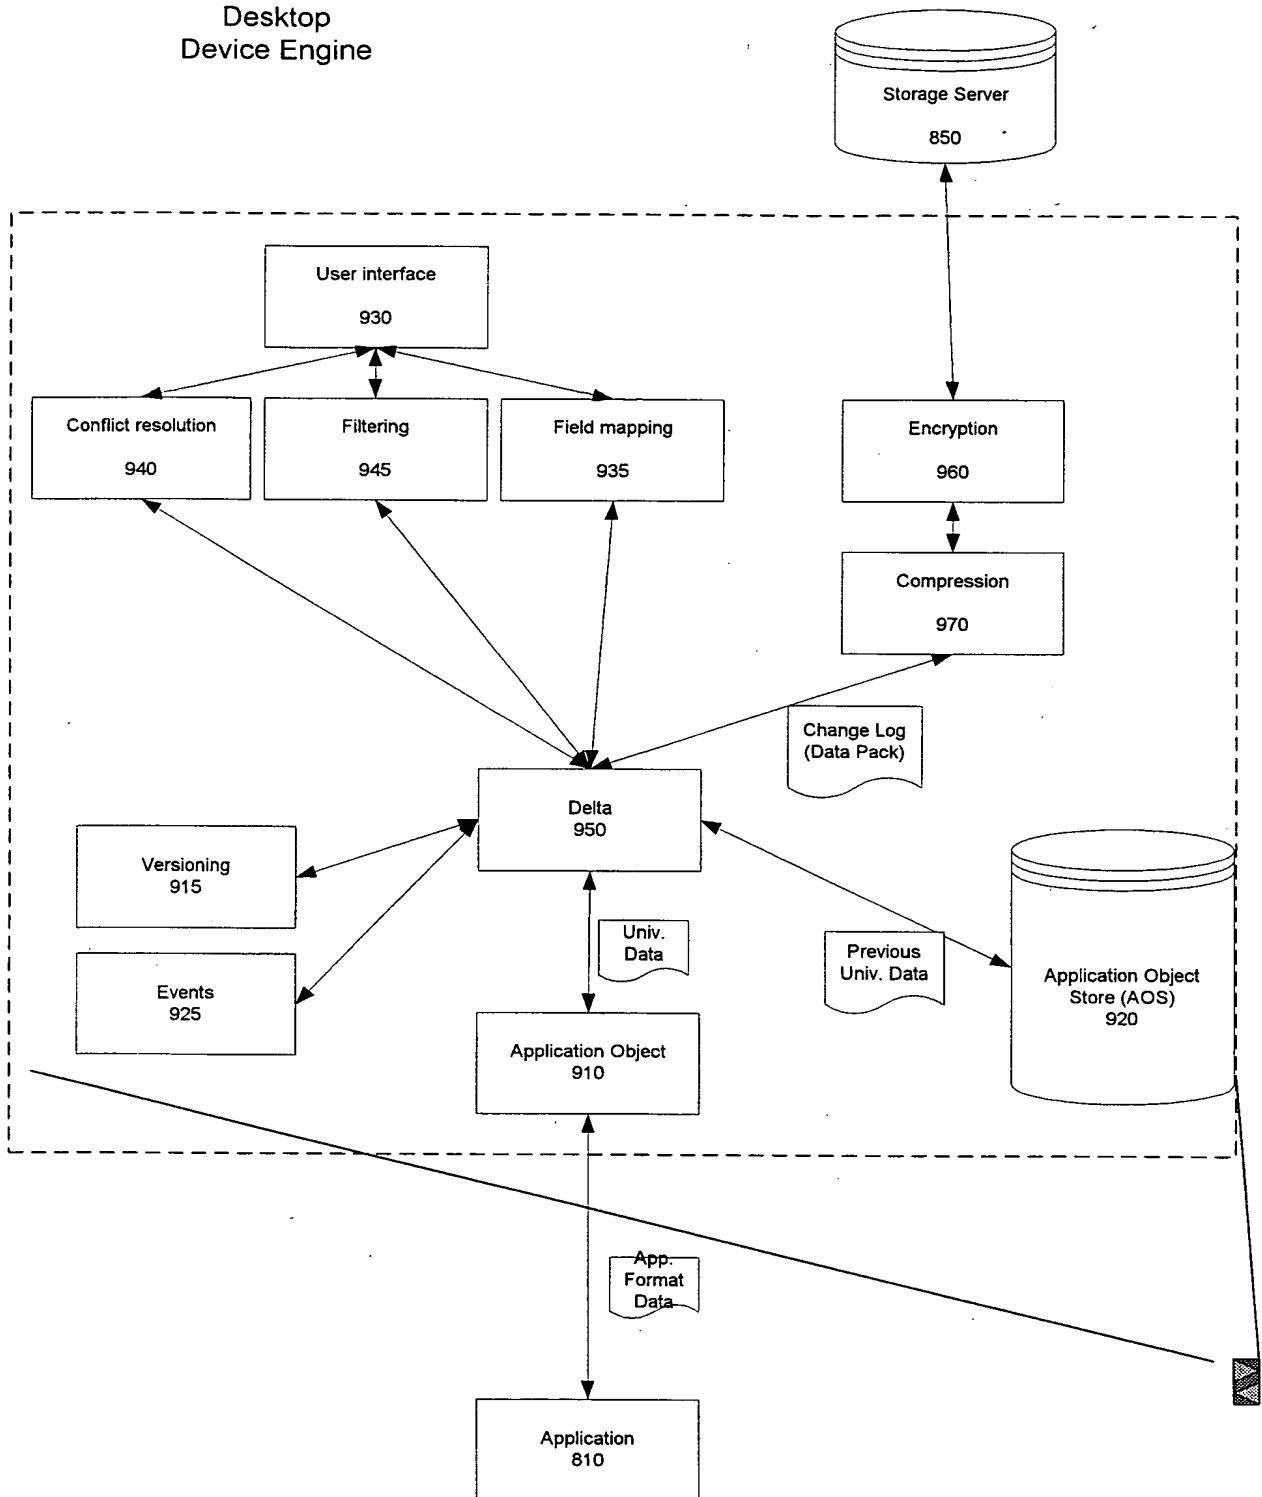 Desktop
Device Engine
Storage Server
850
User interface
930
Conflict resolution
940
Filtering
945
Field mapping
935
Encryption
960
Compression
970
Change Log
(Data Pack)
Delta
950
Versioning
915
Events
925
Univ.
Data
Previous
Univ. Data
Application Object
Store (AOS)
920
Application Object
910
App.
Format
Data
Application
810